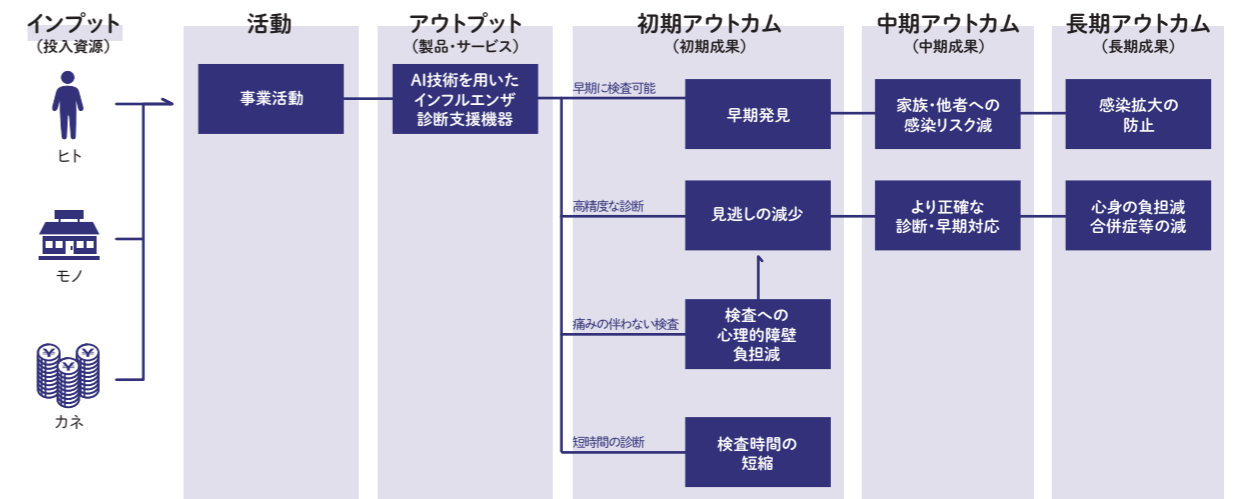 インプット
（投入資源）
活動
アウトプット
（製品・サービス）
初期アウトカム
（初期成果）
中期アウトカム
（中期成果）
長期アウトカム
（長期成果）
ヒト
モノ
¥ ¥
¥
カネ
事業活動
AI技術を用いた
インフルエンザ
診断支援機器
早期に検査可能
早期発見
家族・他者への
感染リスク減
感染拡大の
防止
高精度な診断
見逃しの減少
より正確な
診断・早期対応
心身の負担減
合併症等の減
痛みの伴わない検査
検査への
心理的障壁
負担減
短時間の診断
検査時間の
短縮